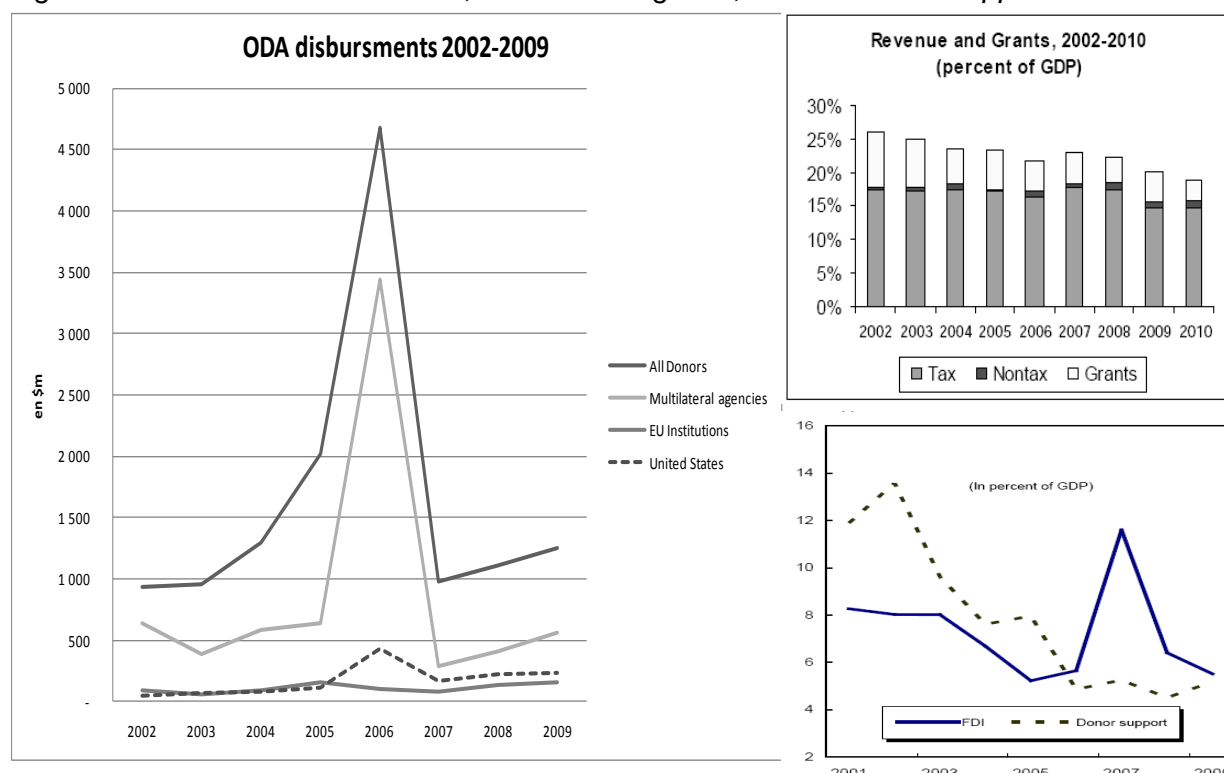 ODA disbursments 2002-2009
5 000
4 500
4 000
3 500
3 000
2 500
2 000
1 500
1 000
500
-
en $m
2002 2003 2004 2005 2006 2007 2008 2009
All Donors
Multilateral agencies
EU Institutions
United States
Revenue and Grants, 2002-2010
(percent of GDP)
30%
25%
20%
15%
10%
5%
0%
2002 2003 2004 2005 2006 2007 2008 2009 2010
Tax Nontax Grants
16
14
12
10
8
6
4
2
(In percent of GDP)
FDI Donor support
2001 2003 2005 2007